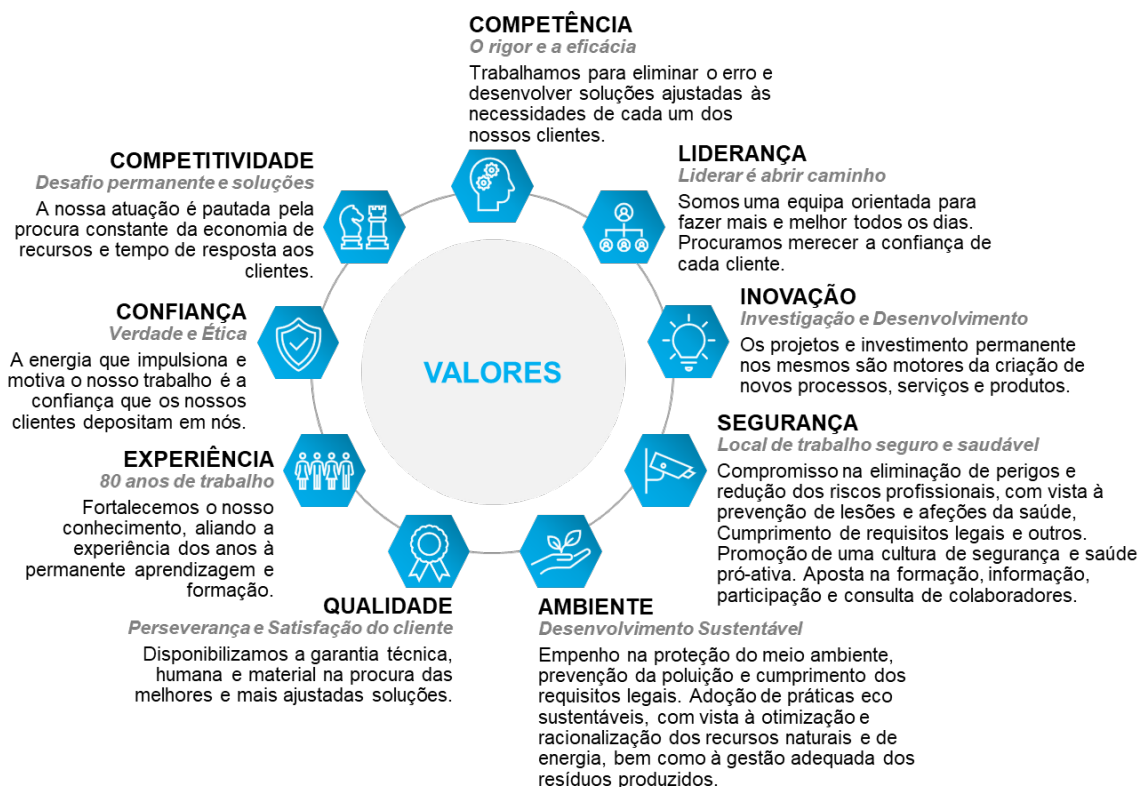 COMPETÊNCIA
O rigor e a eficácia
Trabalhamos para eliminar o erro e
desenvolver soluções ajustadas às
necessidades de cada um dos
nossos clientes.
LIDERANÇA
Liderar é abrir caminho
Somos uma equipa orientada para
fazer mais e melhor todos os dias.
Procuramos merecer a confiança de
cada cliente.
INOVAÇÃO
Investigação e Desenvolvimento
Os projetos e investimento permanente
nos mesmos são motores da criação de
novos processos, serviços e produtos.
SEGURANÇA
Local de trabalho seguro e saudável
Compromisso na eliminação de perigos e
redução dos riscos profissionais, com vista à
prevenção de lesões e afeções da saúde,
Cumprimento de requisitos legais e outros.
Promoção de uma cultura de segurança e saúde
pró-ativa. Aposta na formação, informação,
participação e consulta de colaboradores.
AMBIENTE
Desenvolvimento Sustentável
Empenho na proteção do meio ambiente,
prevenção da poluição e cumprimento dos
requisitos legais. Adoção de práticas eco
sustentáveis, com vista à otimização e
racionalização dos recursos naturais e de
energia, bem como à gestão adequada dos
resíduos produzidos.
QUALIDADE
Perseverança e Satisfação do cliente
Disponibilizamos a garantia técnica,
humana e material na procura das
melhores e mais ajustadas soluções.
EXPERIÊNCIA
80 anos de trabalho
Fortalecemos o nosso
conhecimento, aliando a
experiência dos anos à
permanente aprendizagem e
formação.
CONFIANÇA
Verdade e Ética
A energia que impulsiona e
motiva o nosso trabalho é a
confiança que os nossos
clientes depositam em nós.
COMPETITIVIDADE
Desafio permanente e soluções
A nossa atuação é pautada pela
procura constante da economia de
recursos e tempo de resposta aos
clientes.
VALORES